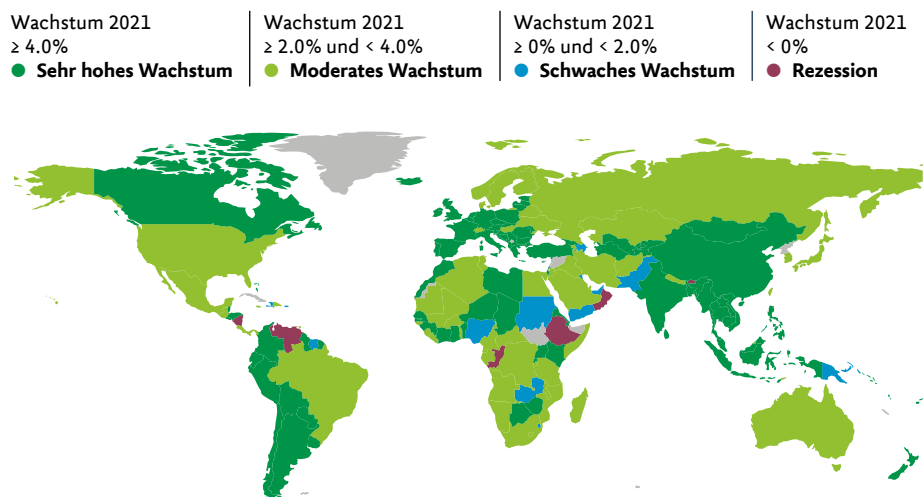 Wachstum 2021
≥ 4.0%
Sehr hohes Wachstum
Wachstum 2021
≥ 2.0% und < 4.0%
Moderates Wachstum
Wachstum 2021
≥ 0% und < 2.0%
Schwaches Wachstum
Wachstum 2021
< 0%
Rezession